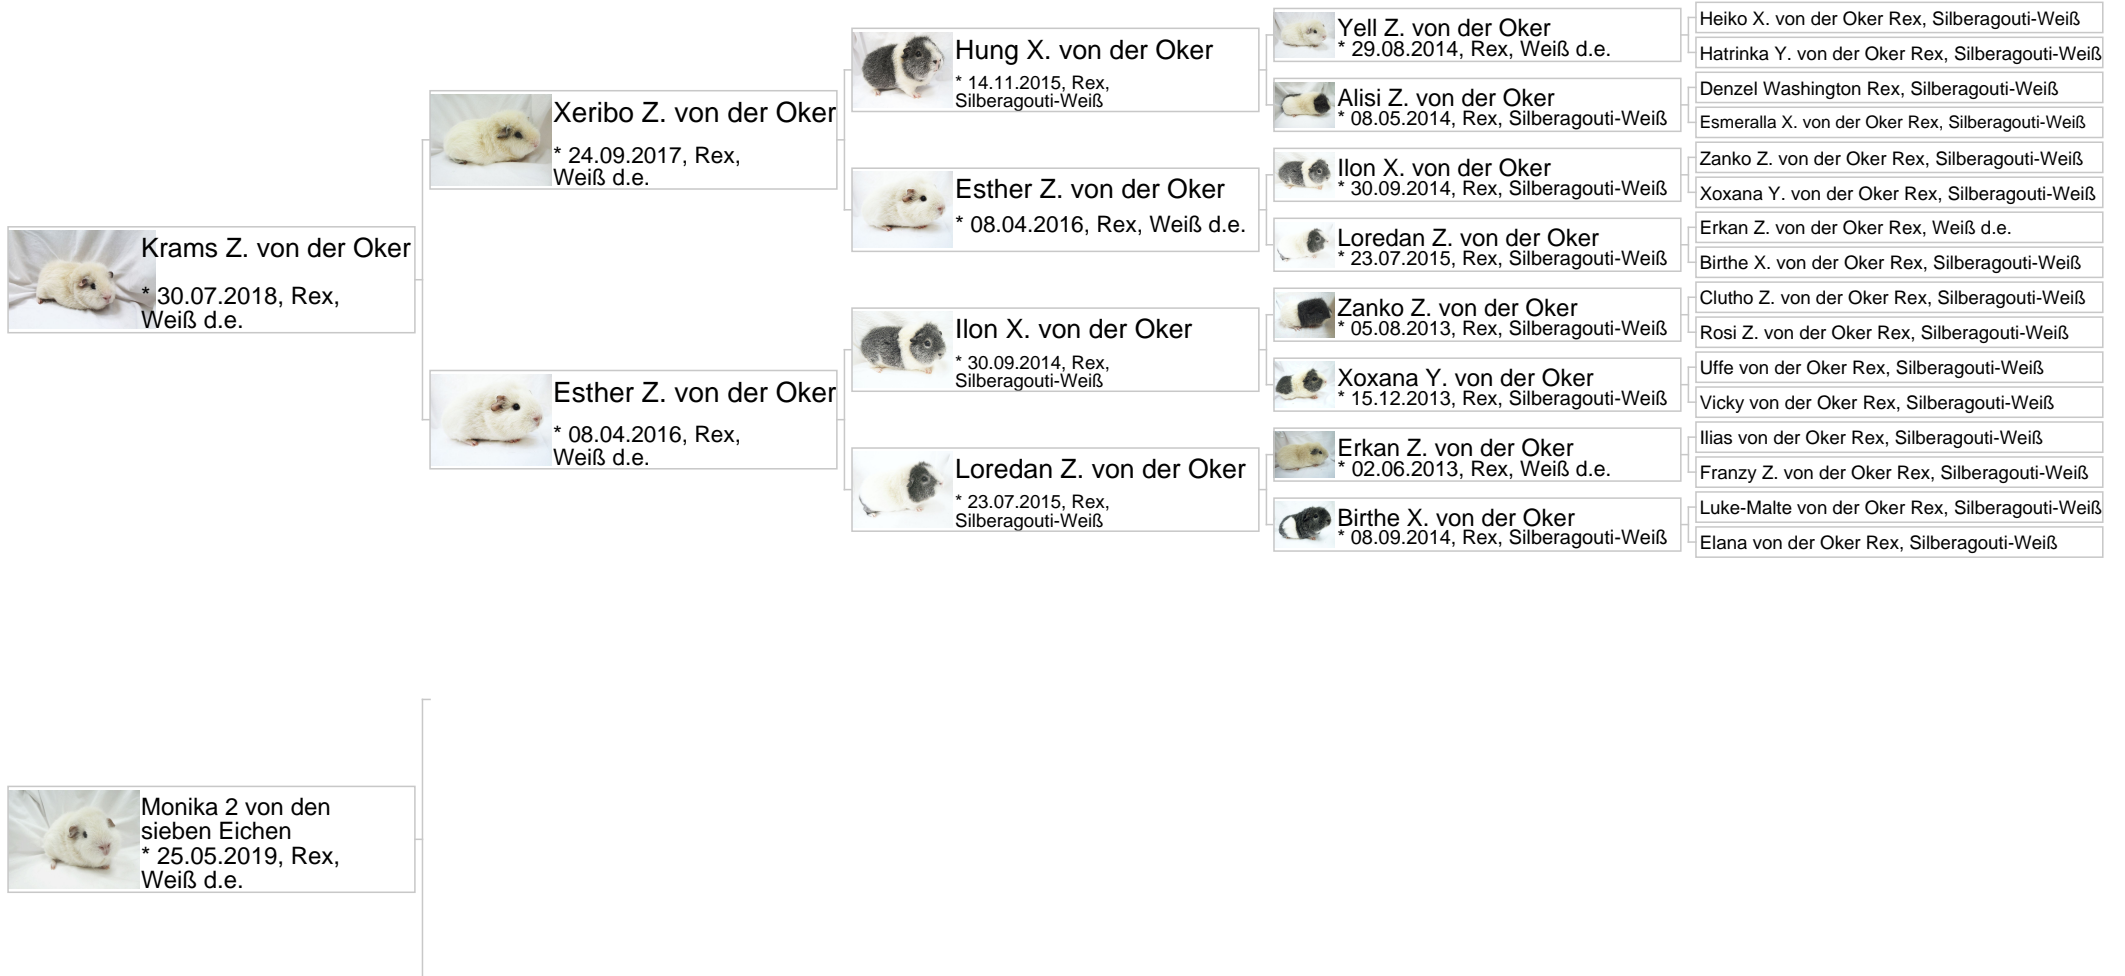 Krams Z. von der Oker
* 30.07.2018, Rex,
Weiß d.e.
Xeribo Z. von der Oker
* 24.09.2017, Rex,
Weiß d.e.
Esther Z. von der Oker
* 08.04.2016, Rex,
Weiß d.e.
Hung X. von der Oker
* 14.11.2015, Rex,
Silberagouti-Weiß
Esther Z. von der Oker
* 08.04.2016, Rex, Weiß d.e.
Ilon X. von der Oker
* 30.09.2014, Rex,
Silberagouti-Weiß
Loredan Z. von der Oker
* 23.07.2015, Rex,
Silberagouti-Weiß
Yell Z. von der Oker
* 29.08.2014, Rex, Weiß d.e.
Alisi Z. von der Oker
* 08.05.2014, Rex, Silberagouti-Weiß
Ilon X. von der Oker
* 30.09.2014, Rex, Silberagouti-Weiß
Loredan Z. von der Oker
* 23.07.2015, Rex, Silberagouti-Weiß
Zanko Z. von der Oker
* 05.08.2013, Rex, Silberagouti-Weiß
Xoxana Y. von der Oker
* 15.12.2013, Rex, Silberagouti-Weiß
Erkan Z. von der Oker
* 02.06.2013, Rex, Weiß d.e.
Birthe X. von der Oker
* 08.09.2014, Rex, Silberagouti-Weiß
Heiko X. von der Oker Rex, Silberagouti-Weiß
Hatrinka Y. von der Oker Rex, Silberagouti-Weiß
Denzel Washington Rex, Silberagouti-Weiß
Esmeralla X. von der Oker Rex, Silberagouti-Weiß
Zanko Z. von der Oker Rex, Silberagouti-Weiß
Xoxana Y. von der Oker Rex, Silberagouti-Weiß
Erkan Z. von der Oker Rex, Weiß d.e.
Birthe X. von der Oker Rex, Silberagouti-Weiß
Clutho Z. von der Oker Rex, Silberagouti-Weiß
Rosi Z. von der Oker Rex, Silberagouti-Weiß
Uffe von der Oker Rex, Silberagouti-Weiß
Vicky von der Oker Rex, Silberagouti-Weiß
Ilias von der Oker Rex, Silberagouti-Weiß
Franzy Z. von der Oker Rex, Silberagouti-Weiß
Luke-Malte von der Oker Rex, Silberagouti-Weiß
Elana von der Oker Rex, Silberagouti-Weiß
Monika 2 von den
sieben Eichen
* 25.05.2019, Rex,
Weiß d.e.